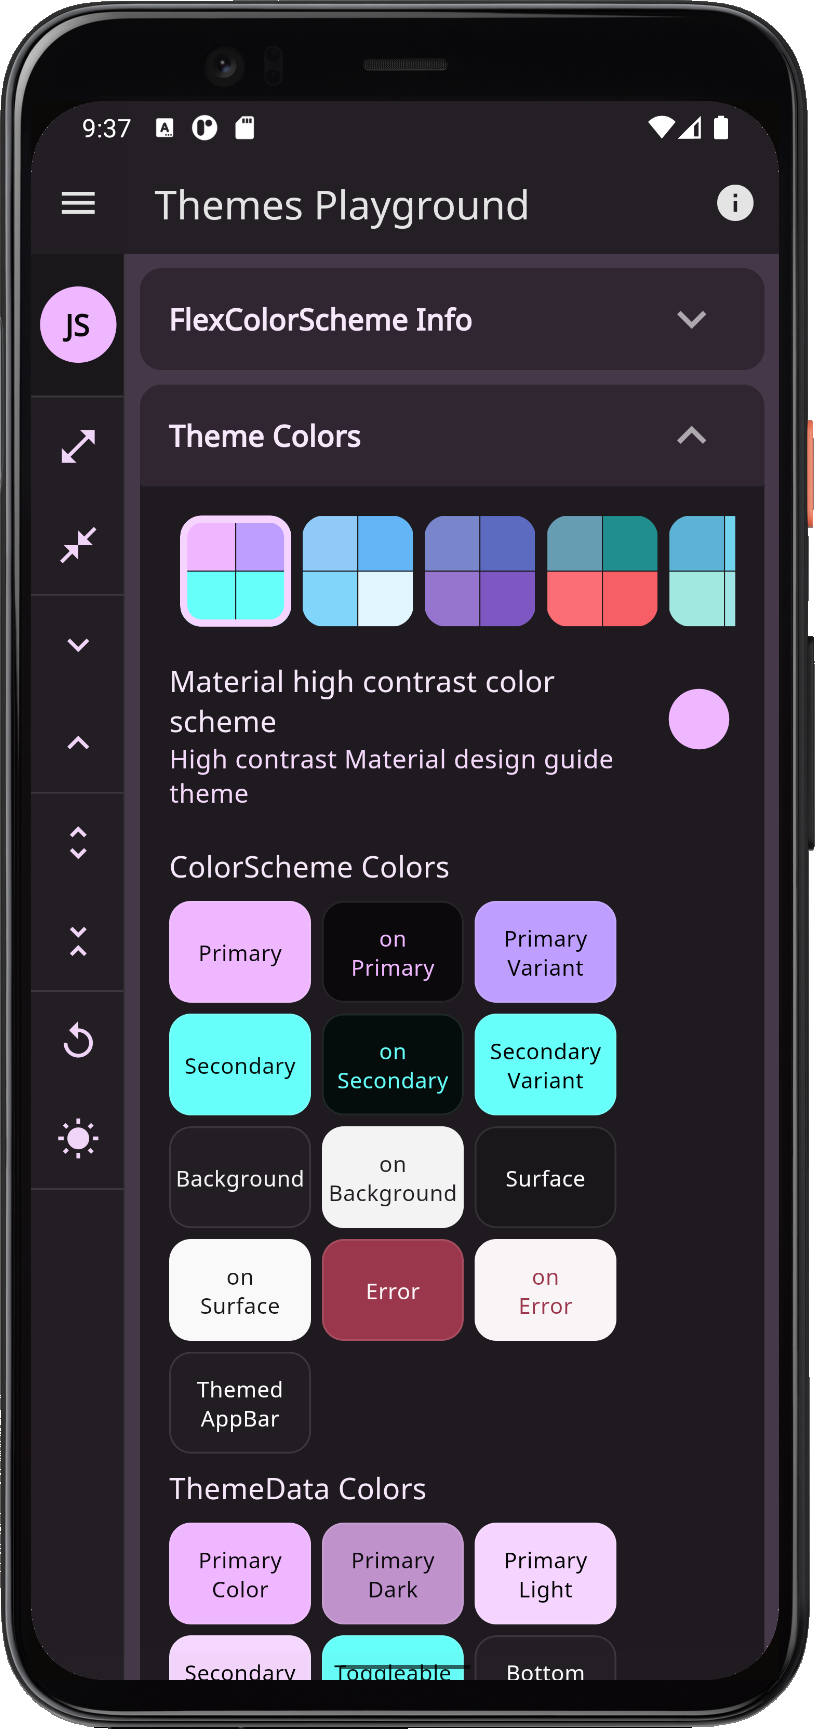 9:37
A
Themes Playground
JS
FlexColorScheme Info
Theme Colors
Material high contrast color
scheme
High contrast Material design guide
theme
ColorScheme Colors
Primary
on
Primary
Primary
Variant
Secondary
on
Secondary
Secondary
Variant
Background
on
Background
Surface
on
Surface
Error
on
Error
Themed
AppBar
ThemeData Colors
Primary
Color
Primary
Dark
Primary
Light
Secondary
Toggleable
Bottom